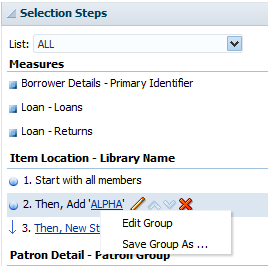 Selection Steps
List: ALL
Measures
Borrower Details - Primary Identifier
Loan - Loans
Loan - Returns
Item Location - Library Name
1. Start with all members
2. Then, Add 'ALPHA'
Edit Group
3. Then, New St
Save Group As ...
Patron Detail - Patron Group